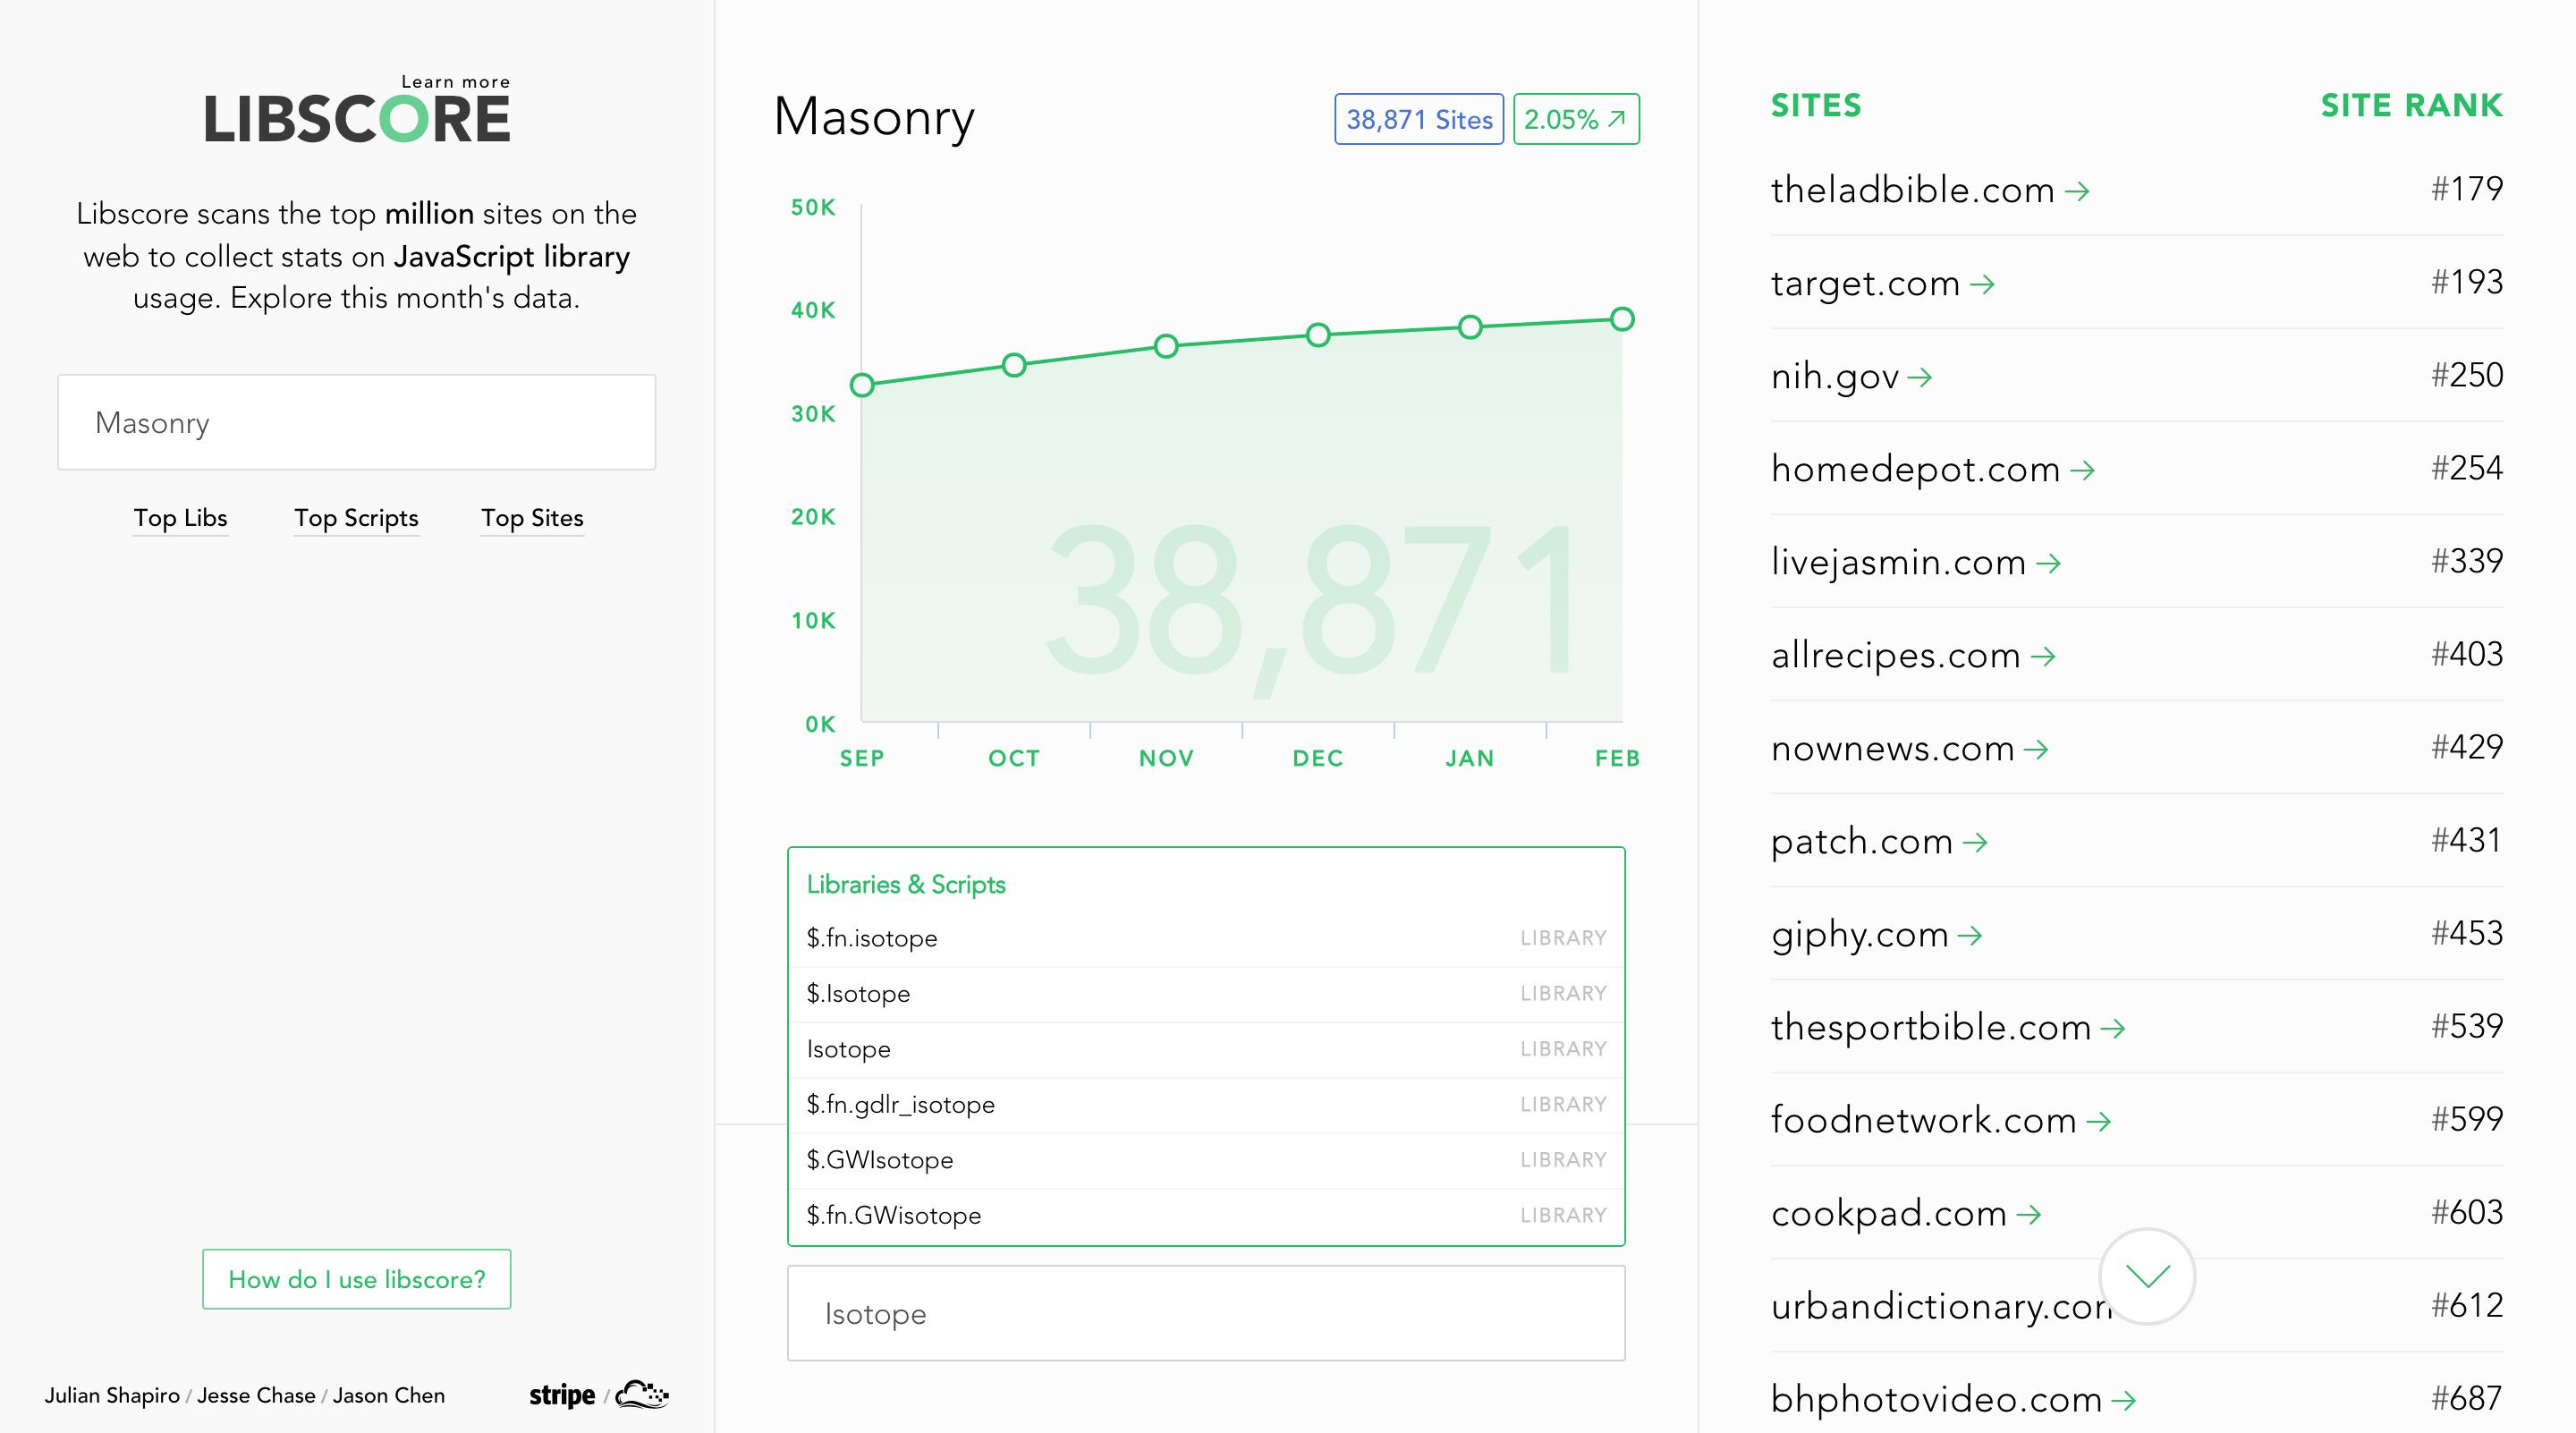 Learn more
LIBSCORE
Libscore scans the top million sites on the
web to collect stats on JavaScript library
usage. Explore this month's data.
Masonry
Top Libs Top Scripts Top Sites
How do I use libscore?
Julian Shapiro / Jesse Chase / Jason Chen stripe /
Masonry 38,871 Sites 2.05%
50K
40K
30K
20K
10K
0K
38,871
SEP OCT NOV DEC JAN FEB
Libraries & Scripts
$.fn.isotope LIBRARY
$.Isotope LIBRARY
Isotope LIBRARY
$.fn.gdlr_isotope LIBRARY
$.GWIsotope LIBRARY
$.fn.GWisotope LIBRARY
Isotope
SITES SITE RANK
theladbible.com → #179
target.com → #193
nih.gov → #250
homedepot.com → #254
livejasmin.com → #339
allrecipes.com → #403
nownews.com → #429
patch.com → #431
giphy.com → #453
thesportbible.com → #539
foodnetwork.com → #599
cookpad.com → #603
urbandictionary.com #612
bhphotovideo.com → #687